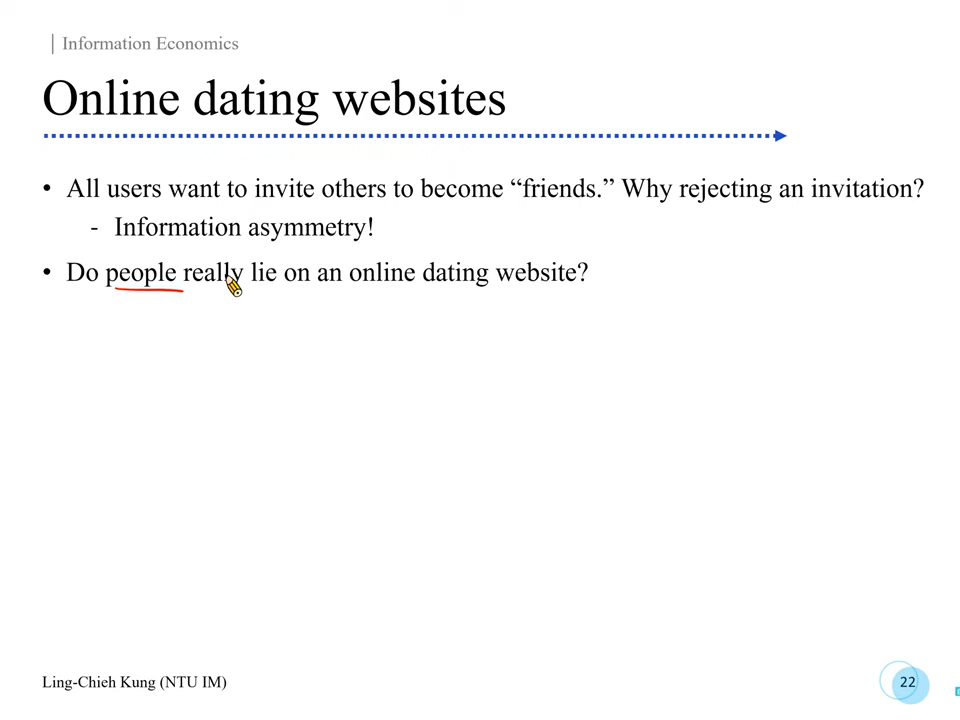 | Information Economics
Online dating websites
• All users want to invite others to become “friends.” Why rejecting an invitation?
- Information asymmetry!
• Do people really lie on an online dating website?
Ling-Chieh Kung (NTU IM)
22